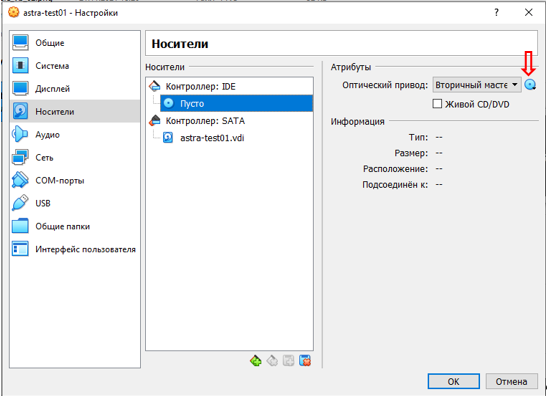 astra-test01 - Настройки
?
Общие
Система
Дисплей
Носители
Аудио
Сеть
COM-порты
USB
Общие папки
Интерфейс пользователя
Носители
Носители
Контроллер: IDE
Пусто
Контроллер: SATA
astra-test01.vdi
Атрибуты
Оптический привод: Вторичный масте
Живой CD/DVD
Информация
Тип: --
Размер: --
Расположение: --
Подсоединён к: --
OK Отмена